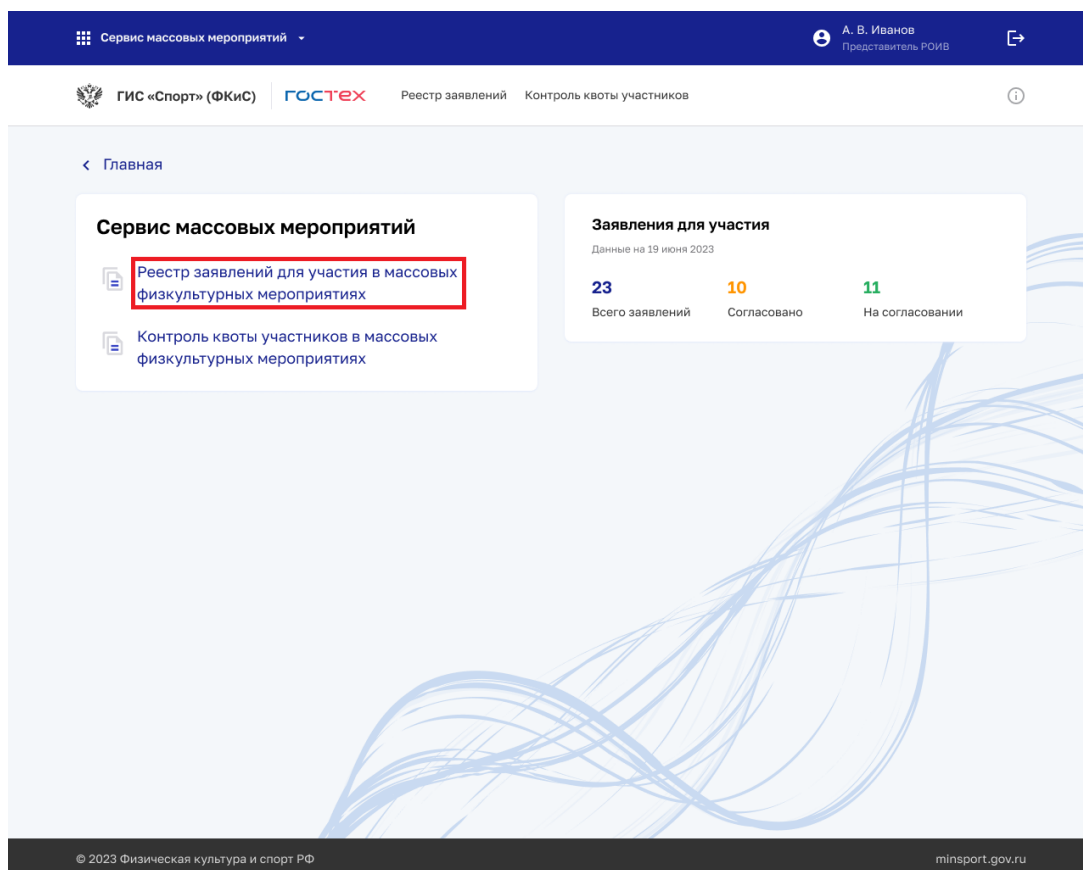 Сервис массовых мероприятий
А. В. Иванов
Представитель РОИВ
ГИС «Спорт» (ФКиС)
ГОСТЕХ
Реестр заявлений
Контроль квоты участников
Главная
Сервис массовых мероприятий
Реестр заявлений для участия в массовых
физкультурных мероприятиях
Контроль квоты участников в массовых
физкультурных мероприятиях
Заявления для участия
Данные на 19 июня 2023
23
10
11
Всего заявлений
Согласовано
На согласовании
© 2023 Физическая культура и спорт РФ
minsport.gov.ru